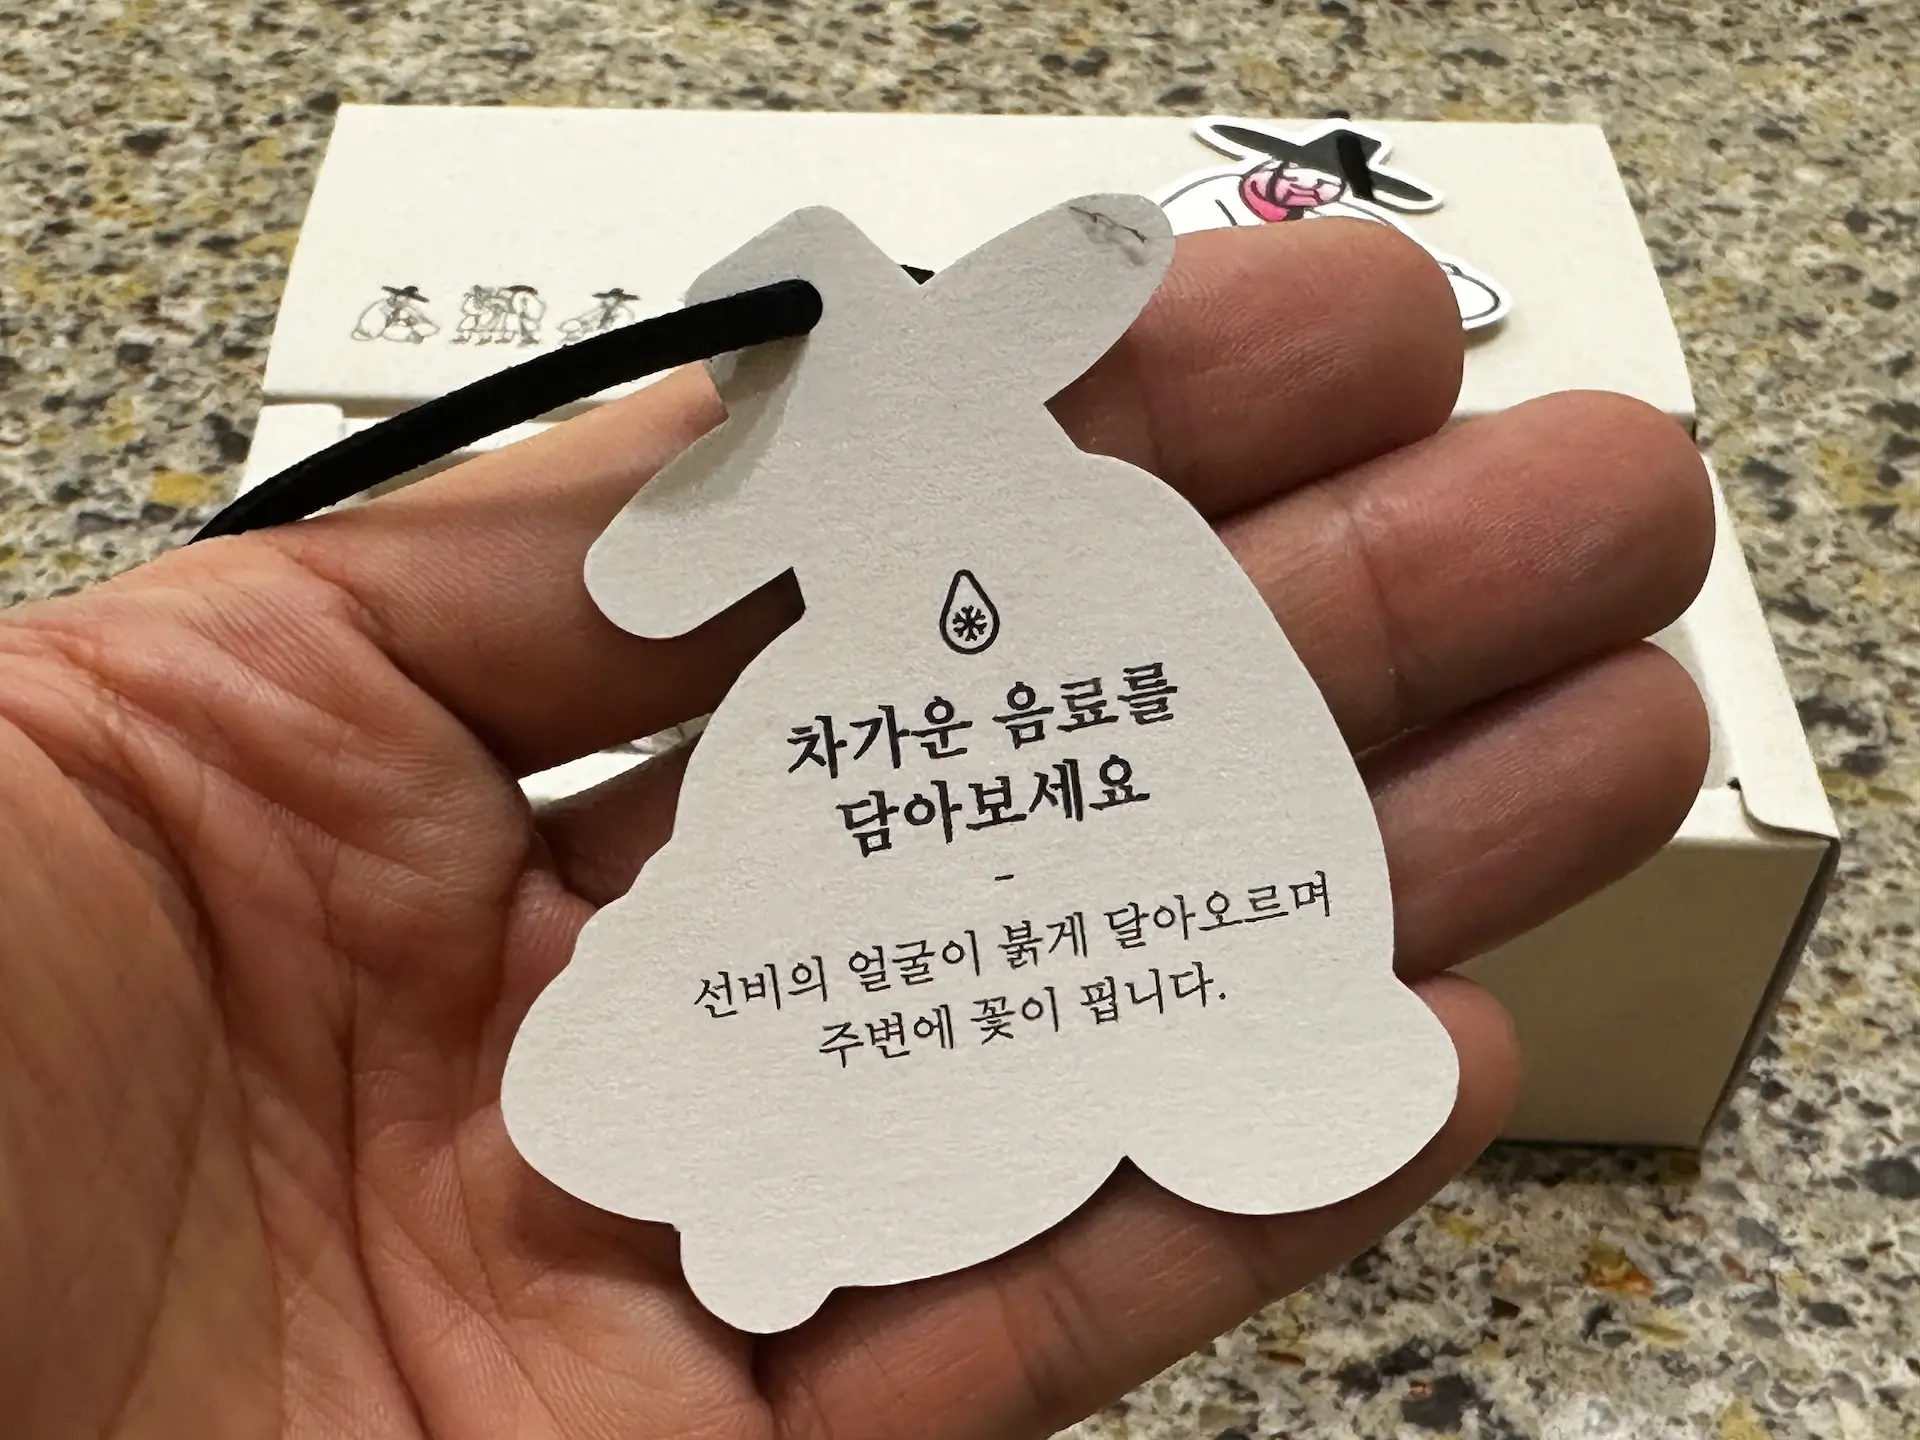 차가운 음료를
담아보세요
-
선비의 얼굴이 붉게 달아오르며
주변에 꽃이 핍니다.